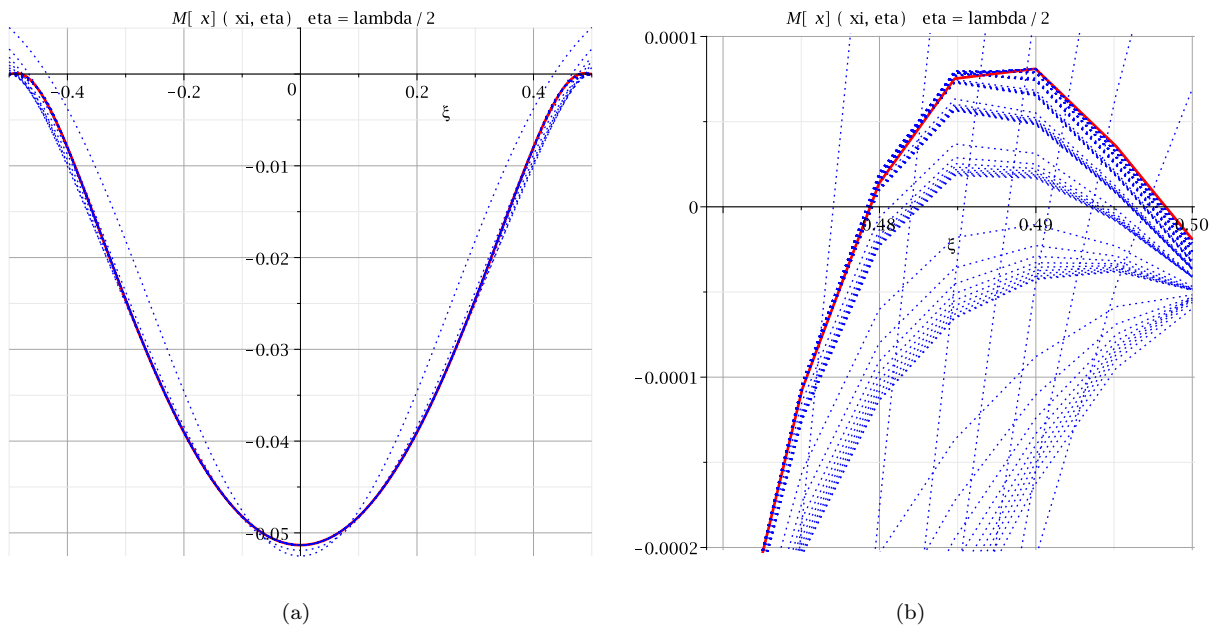 M[ x] ( xi, eta) eta = lambda / 2
−0.4 −0.2 0 0.2 0.4
ξ
−0.01
−0.02
−0.03
−0.04
−0.05
(a)
M[ x] ( xi, eta) eta = lambda / 2
0.0001
0
0.48 0.49 0.50
ξ
−0.0001
−0.0002
(b)